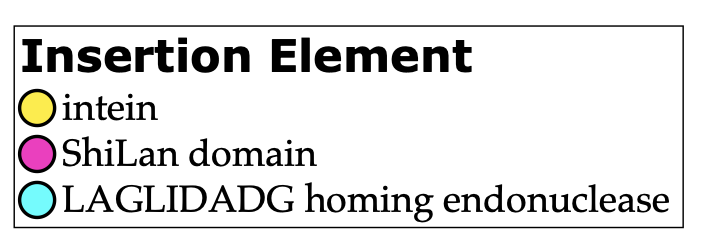 Insertion Element
intein
ShiLan domain
LAGLIDADG homing endonuclease